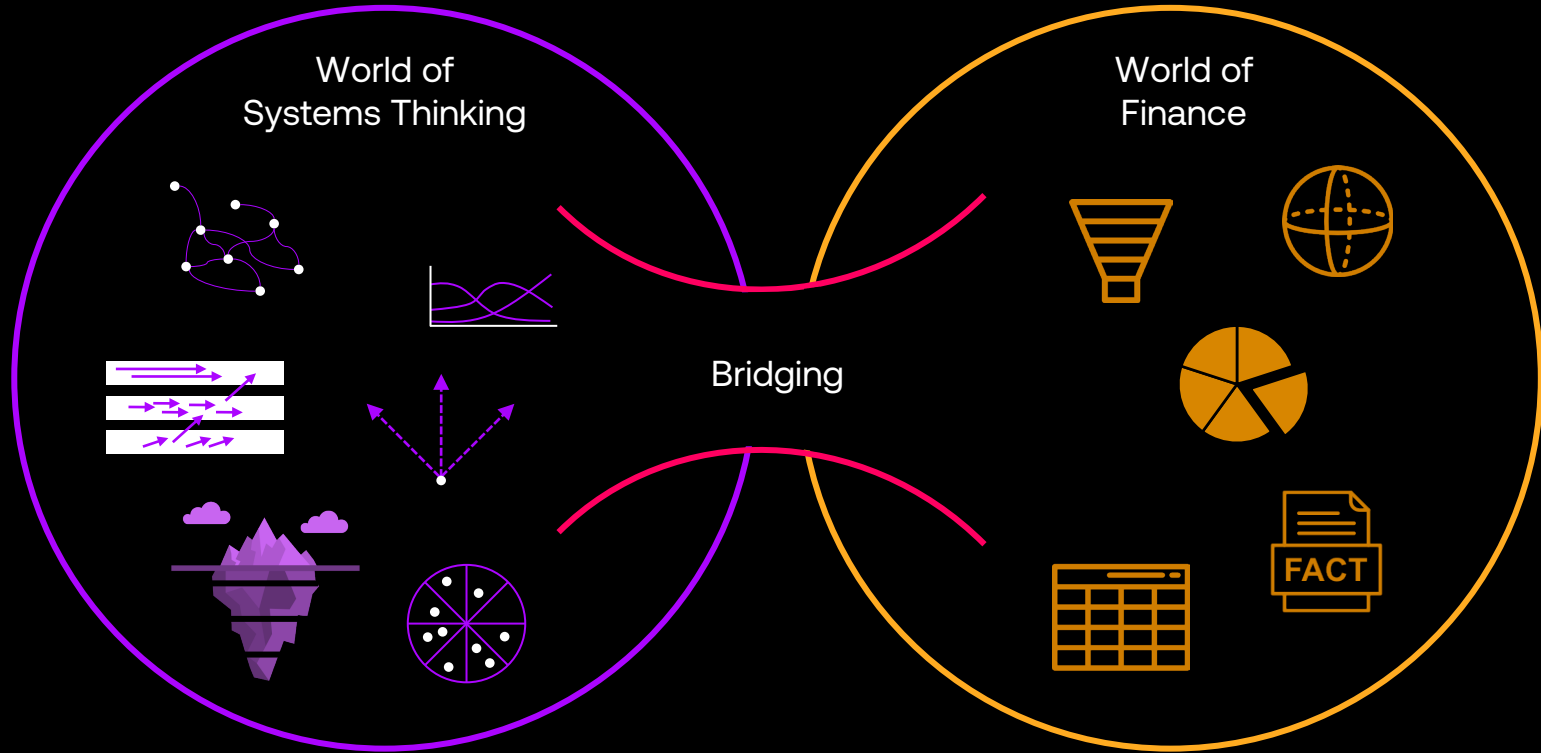 World of
Systems Thinking
World of
Finance
Bridging
FACT